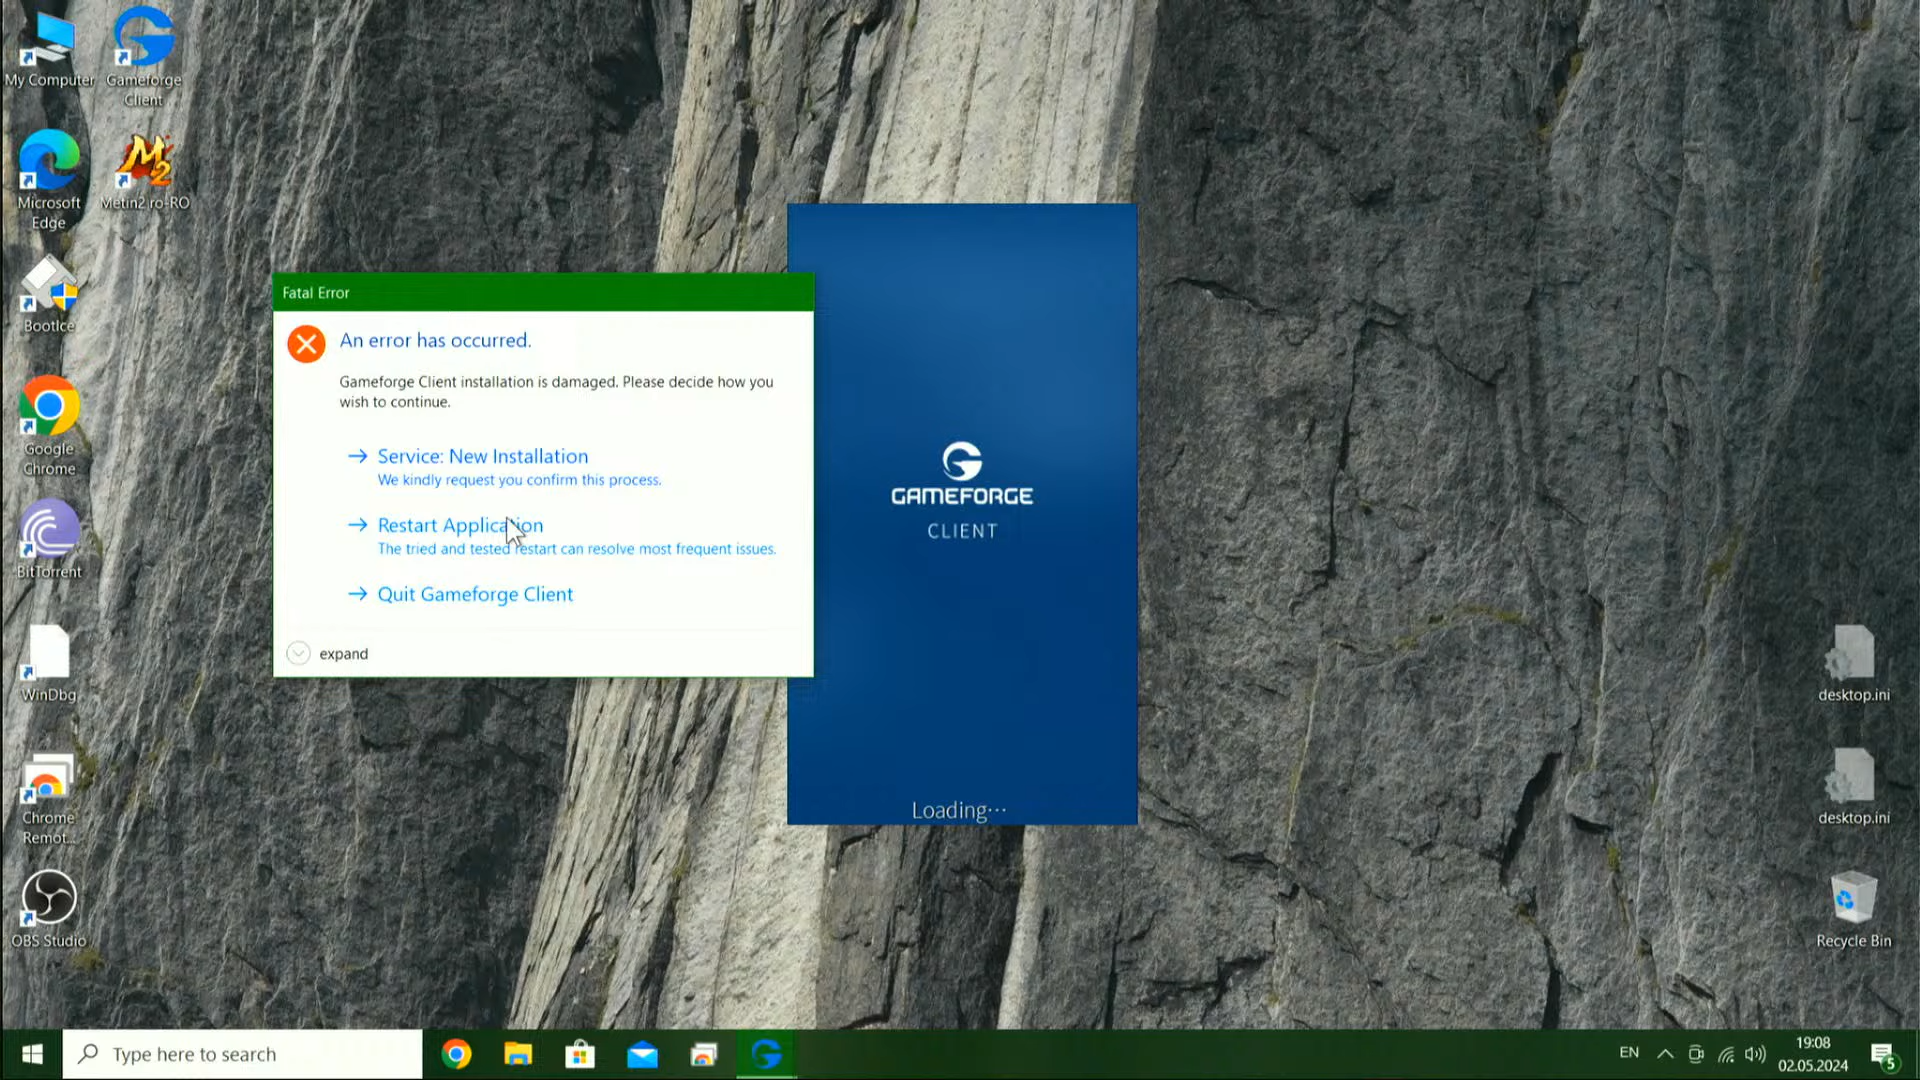 My Computer
Gameforge
Client
Microsoft
Edge
Metin2 ro-RO
BootIce
Google
Chrome
BitTorrent
WinDbg
Chrome
Remot...
OBS Studio
Fatal Error
An error has occurred.
Gameforge Client installation is damaged. Please decide how you
wish to continue.
Service: New Installation
We kindly request you confirm this process.
Restart Application
The tried and tested restart can resolve most frequent issues.
Quit Gameforge Client
expand
GAMEFORGE
CLIENT
Loading...
desktop.ini
desktop.ini
Recycle Bin
Type here to search
EN
19:08
02.05.2024
5